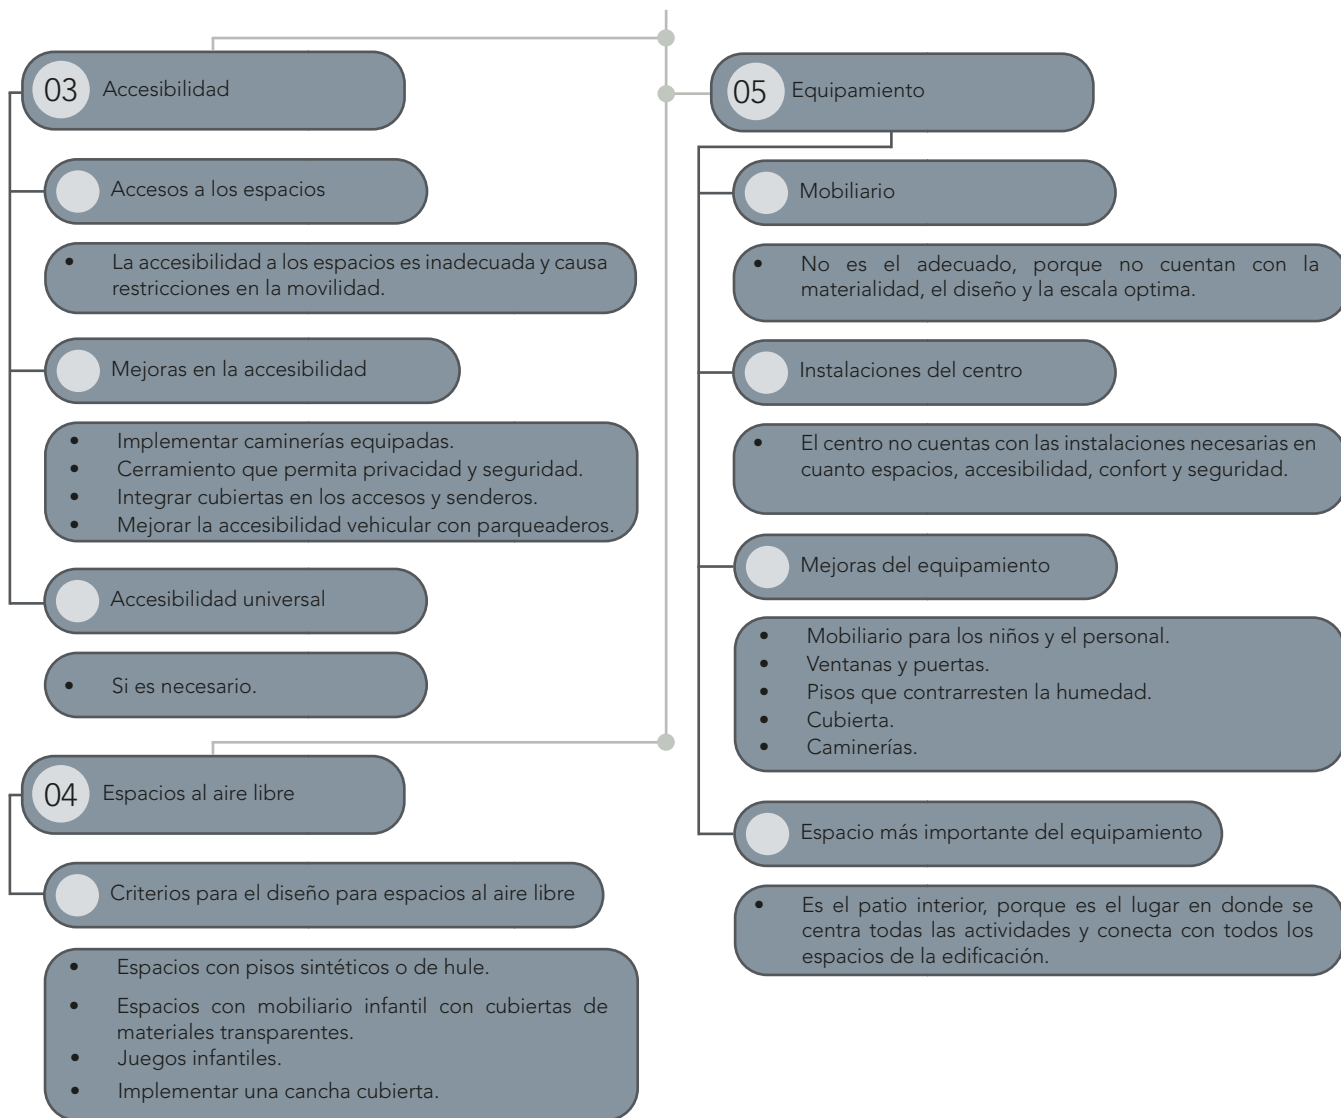 03 Accesibilidad
Accesos a los espacios
• La accesibilidad a los espacios es inadecuada y causa
restricciones en la movilidad.
Mejoras en la accesibilidad
• Implementar caminerías equipadas.
• Cerramiento que permita privacidad y seguridad.
• Integrar cubiertas en los accesos y senderos.
• Mejorar la accesibilidad vehicular con parqueaderos.
Accesibilidad universal
• Si es necesario.
04 Espacios al aire libre
Criterios para el diseño para espacios al aire libre
• Espacios con pisos sintéticos o de hule.
• Espacios con mobiliario infantil con cubiertas de
materiales transparentes.
• Juegos infantiles.
• Implementar una cancha cubierta.
05 Equipamiento
Mobiliario
• No es el adecuado, porque no cuentan con la
materialidad, el diseño y la escala optima.
Instalaciones del centro
• El centro no cuentas con las instalaciones necesarias en
cuanto espacios, accesibilidad, confort y seguridad.
Mejoras del equipamiento
• Mobiliario para los niños y el personal.
• Ventanas y puertas.
• Pisos que contrarresten la humedad.
• Cubierta.
• Caminerías.
Espacio más importante del equipamiento
• Es el patio interior, porque es el lugar en donde se
centra todas las actividades y conecta con todos los
espacios de la edificación.